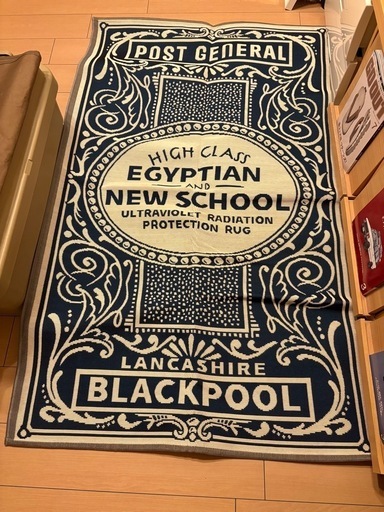 POST GENERAL
HIGH CLASS
EGYPTIAN
AND
NEW SCHOOL
ULTRAVIOLET RADIATION
PROTECTION RUG
LANCASHIRE
BLACKPOOL